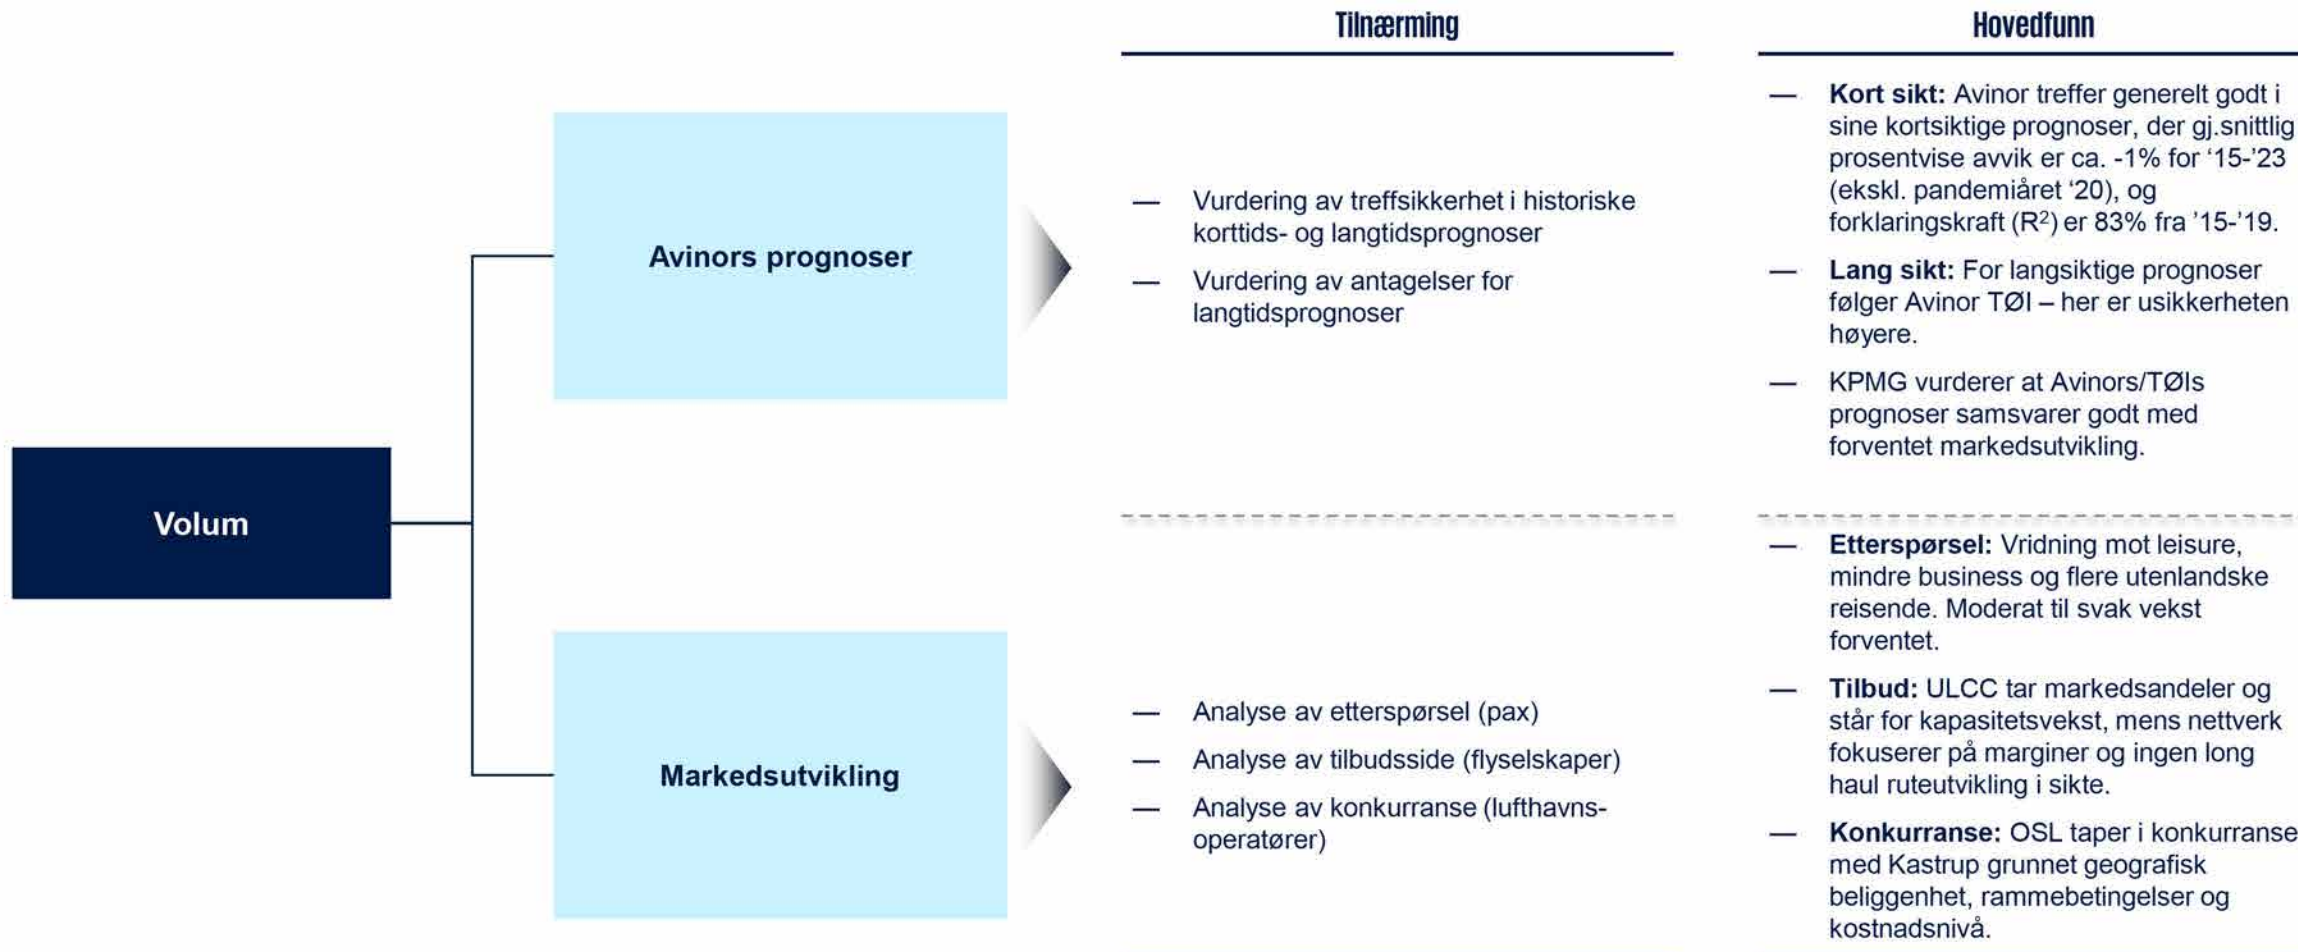 Tilnærming
Hovedfunn
Volum
Avinors prognoser
— Vurdering av treffsikkerhet i historiske
korttids- og langtidsprognoser
— Vurdering av antagelser for
langtidsprognoser
— Kort sikt: Avinor treffer generelt godt i
sine kortsiktige prognoser, der gj.snittlig
prosentvise avvik er ca. -1% for ‘15-’23
(ekskl. pandemiåret ‘20), og
forklaringskraft (R²) er 83% fra ’15-’19.
— Lang sikt: For langsiktige prognoser
følger Avinor TØI – her er usikkerheten
høyere.
— KPMG vurderer at Avinors/TØIs
prognoser samsvarer godt med
forventet markedsutvikling.
Markedsutvikling
— Analyse av etterspørsel (pax)
— Analyse av tilbudsside (flyselskaper)
— Analyse av konkurranse (lufthavns-
operatører)
— Etterspørsel: Vridning mot leisure,
mindre business og flere utenlandske
reisende. Moderat til svak vekst
forventet.
— Tilbud: ULCC tar markedsandeler og
står for kapasitetsvekst, mens nettverk
fokuserer på marginer og ingen long
haul ruteutvikling i sikte.
— Konkurranse: OSL taper i konkurranse
med Kastrup grunnet geografisk
beliggenhet, rammebetingelser og
kostnadsnivå.